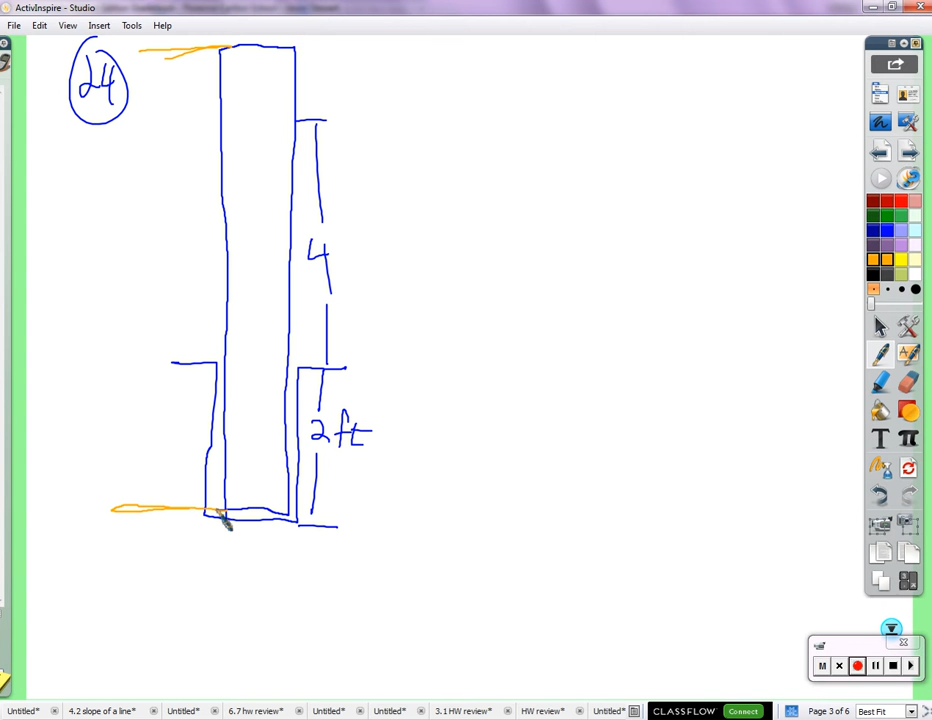 ActivInspire - Studio
File Edit View Insert Tools Help
24
4
2 ft
M
Untitled* 4.2 slope of a line* Untitled* 6.7 hw review* Untitled* Untitled* 3.1 HW review* HW review* Untitled* CLASSFLOW Connect Page 3 of 6 Best Fit